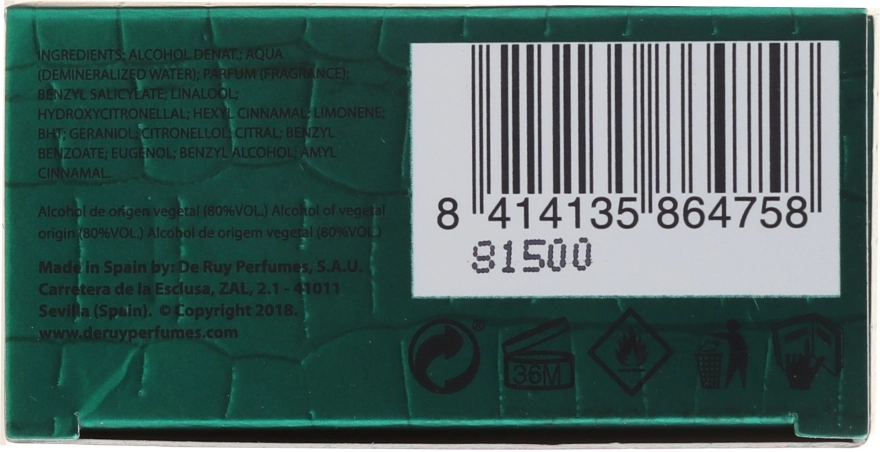 INGREDIENTS: ALCOHOL DENAT.; AQUA
(DEMINERALIZED WATER); PARFUM (FRAGRANCE);
BENZYL SALICYLATE; LINALOOL;
HYDROXYCITRONELLAL; HEXYL CINNAMAL; LIMONENE;
BHT; GERANIOL; CITRONELLOL; CITRAL; BENZYL
BENZOATE; EUGENOL; BENZYL ALCOHOL; AMYL
CINNAMAL.
Alcohol de origen vegetal (80%VOL.) Alcohol of vegetal
origin (80%VOL.) Alcohol de origem vegetal (80%VOL.)
Made in Spain by: De Ruy Perfumes, S.A.U.
Carretera de la Esclusa, ZAL, 2.1 - 41011
Sevilla (Spain). © Copyright 2018.
www.deruyperfumes.com
8 414135 864758
81500
®
36M